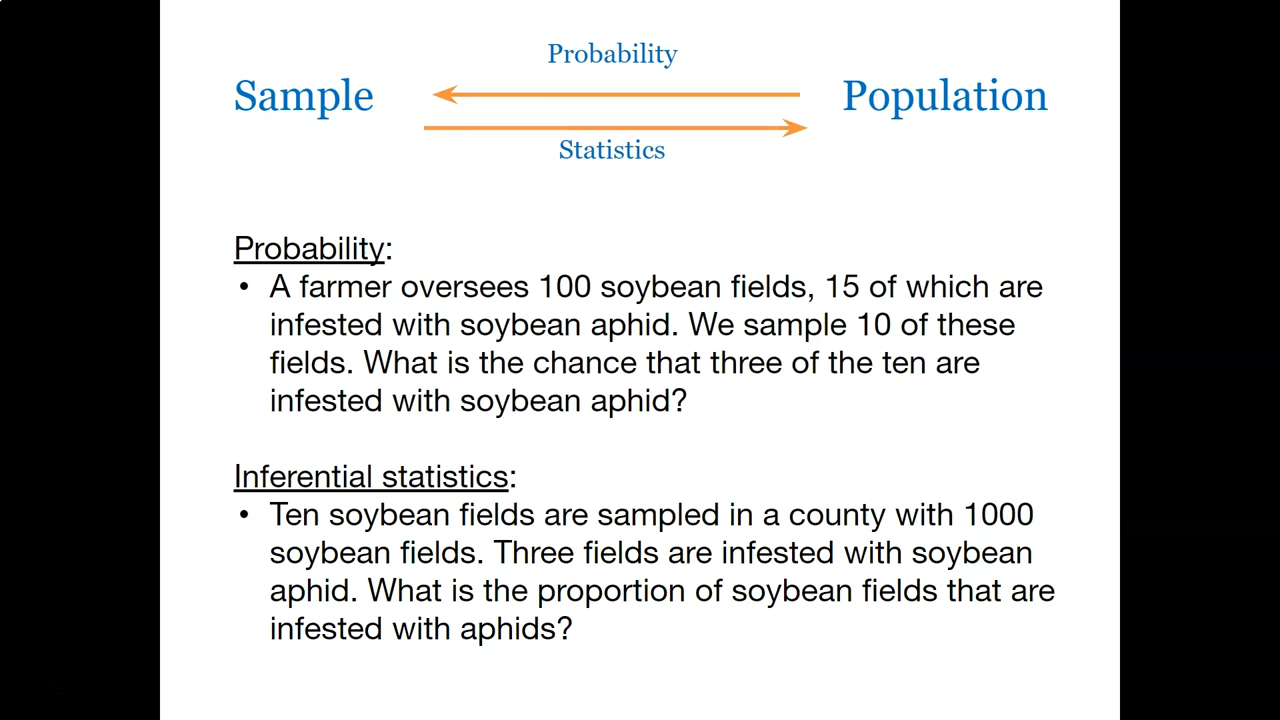 Probability
Sample
Population
Statistics
Probability:
• A farmer oversees 100 soybean fields, 15 of which are
infested with soybean aphid. We sample 10 of these
fields. What is the chance that three of the ten are
infested with soybean aphid?
Inferential statistics:
• Ten soybean fields are sampled in a county with 1000
soybean fields. Three fields are infested with soybean
aphid. What is the proportion of soybean fields that are
infested with aphids?